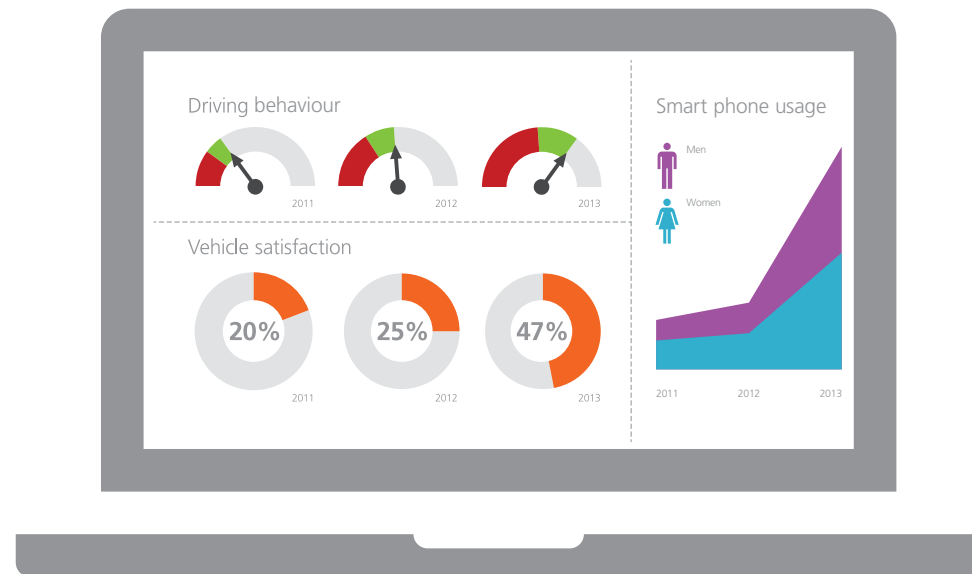 Driving behaviour
2011
2012
2013
Vehicle satisfaction
20%
25%
47%
2011
2012
2013
Smart phone usage
Men
Women
2011
2012
2013